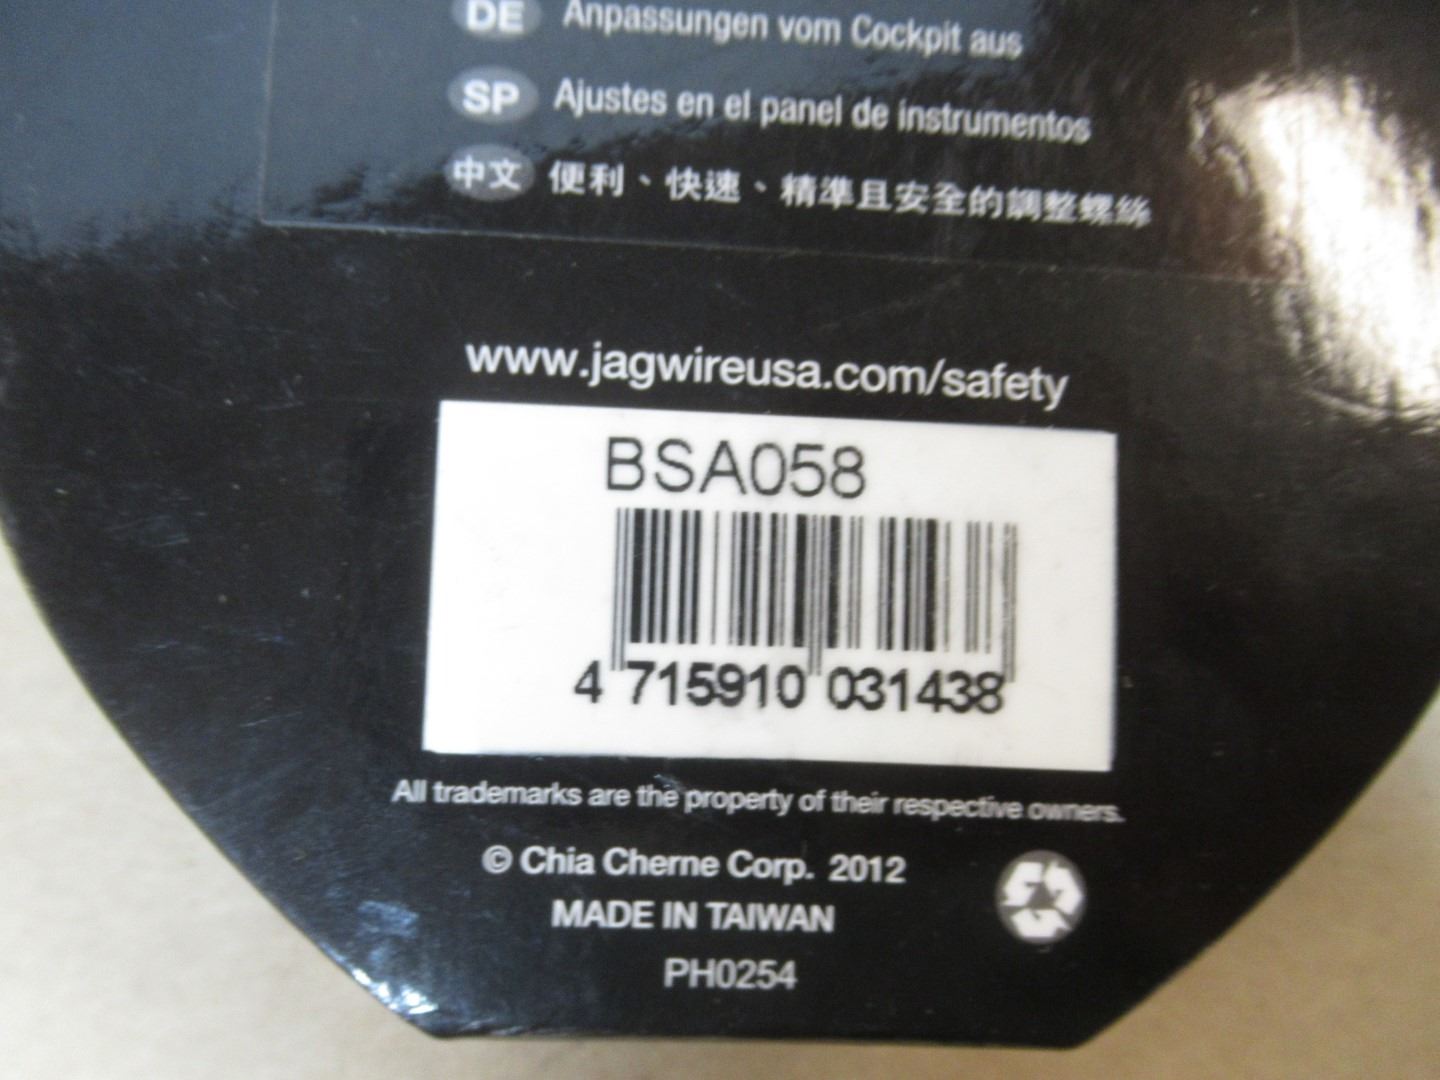 DE Anpassungen vom Cockpit aus
SP Ajustes en el panel de instrumentos
中文 便利、快速、精準且安全的調整螺絲
www.jagwireusa.com/safety
BSA058
4 715910 031438
All trademarks are the property of their respective owners.
© Chia Cherne Corp. 2012
MADE IN TAIWAN
PH0254